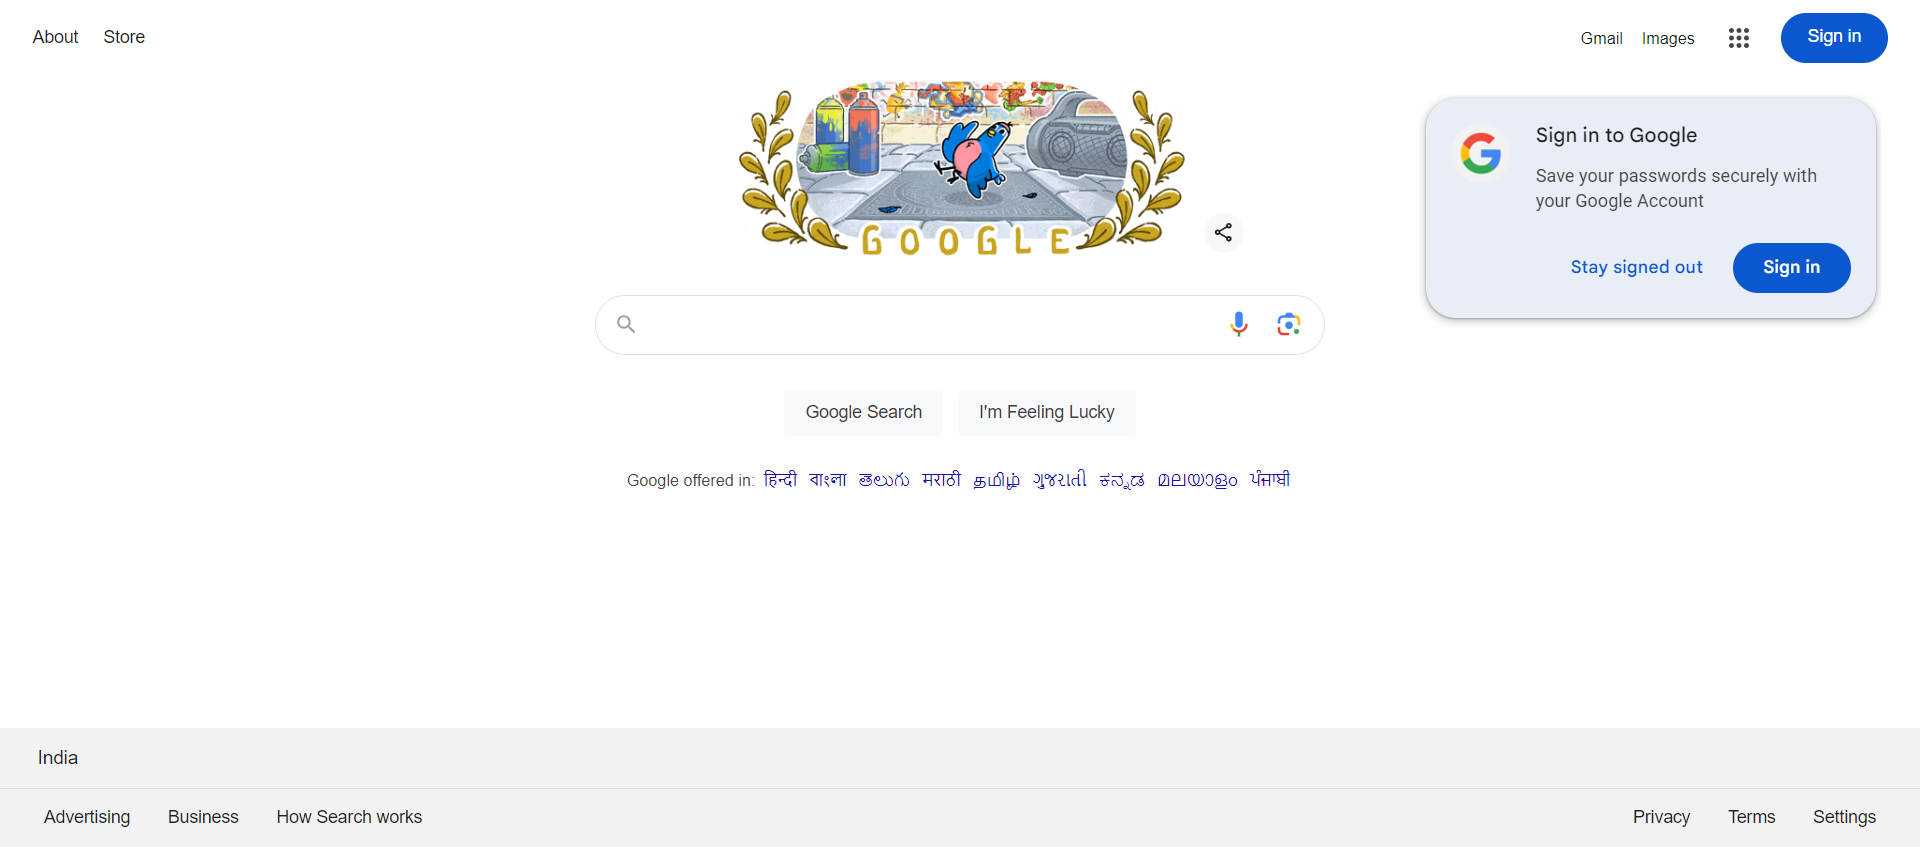 About Store
Gmail Images Sign in
GOOGLE
Sign in to Google
Save your passwords securely with
your Google Account
Stay signed out Sign in
Google Search I'm Feeling Lucky
Google offered in: हिन्दी বাংলা తెలుగు मराठी தமிழ் ગુજરાતી ಕನ್ನಡ മലയാളം ਪੰਜਾਬੀ
India
Advertising Business How Search works
Privacy Terms Settings